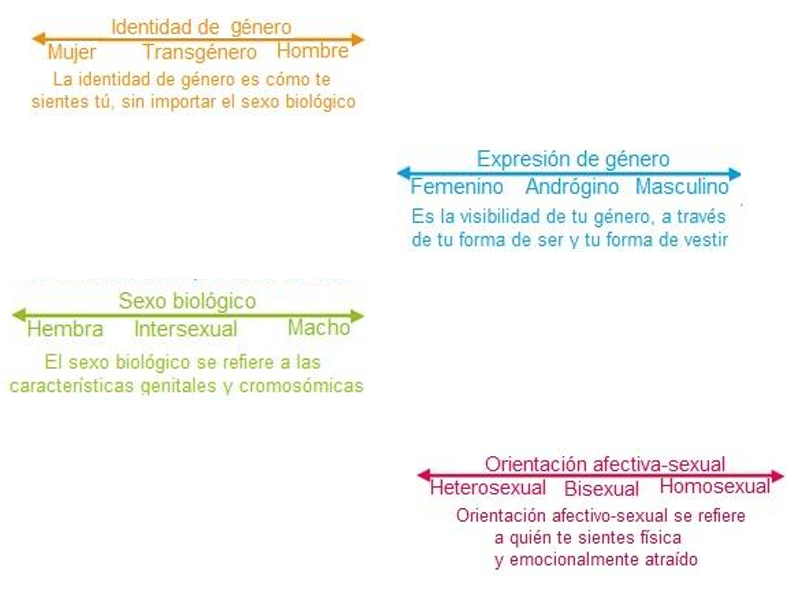 Identidad de género
Mujer Transgénero Hombre
La identidad de género es cómo te
sientes tú, sin importar el sexo biológico
Expresión de género
Femenino Andrógino Masculino
Es la visibilidad de tu género, a través
de tu forma de ser y tu forma de vestir
Sexo biológico
Hembra Intersexual Macho
El sexo biológico se refiere a las
características genitales y cromosómicas
Orientación afectiva-sexual
Heterosexual Bisexual Homosexual
Orientación afectivo-sexual se refiere
a quién te sientes física
y emocionalmente atraído